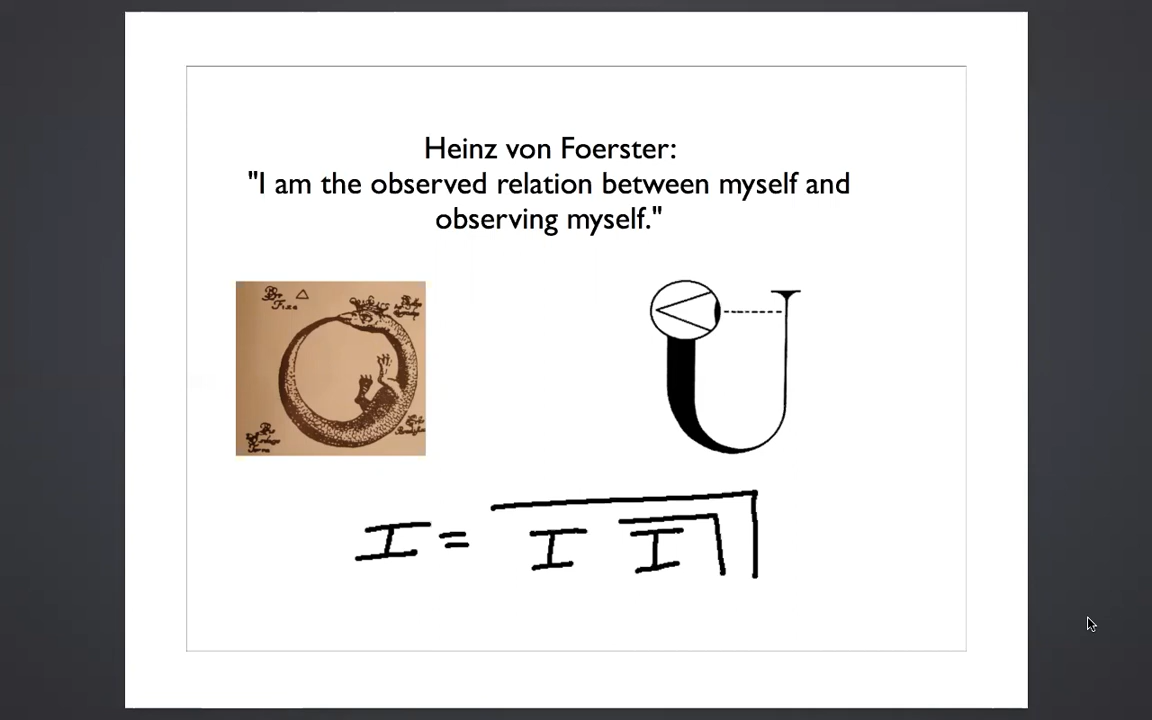 Heinz von Foerster:
"I am the observed relation between myself and
observing myself."
I = I I